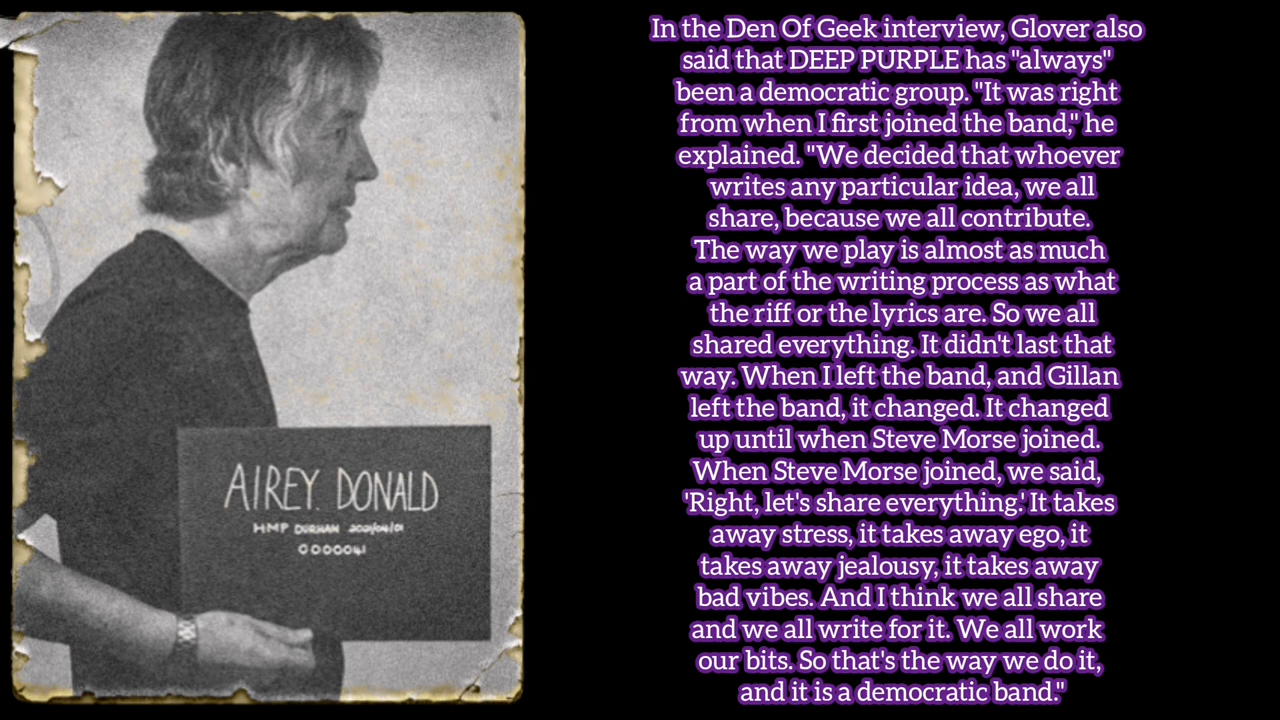 AIREY. DONALD
HMP DURHAM 2021/04/01
0000041
In the Den Of Geek interview, Glover also
said that DEEP PURPLE has "always"
been a democratic group. "It was right
from when I first joined the band," he
explained. "We decided that whoever
writes any particular idea, we all
share, because we all contribute.
The way we play is almost as much
a part of the writing process as what
the riff or the lyrics are. So we all
shared everything. It didn't last that
way. When I left the band, and Gillan
left the band, it changed. It changed
up until when Steve Morse joined.
When Steve Morse joined, we said,
'Right, let's share everything.' It takes
away stress, it takes away ego, it
takes away jealousy, it takes away
bad vibes. And I think we all share
and we all write for it. We all work
our bits. So that's the way we do it,
and it is a democratic band."